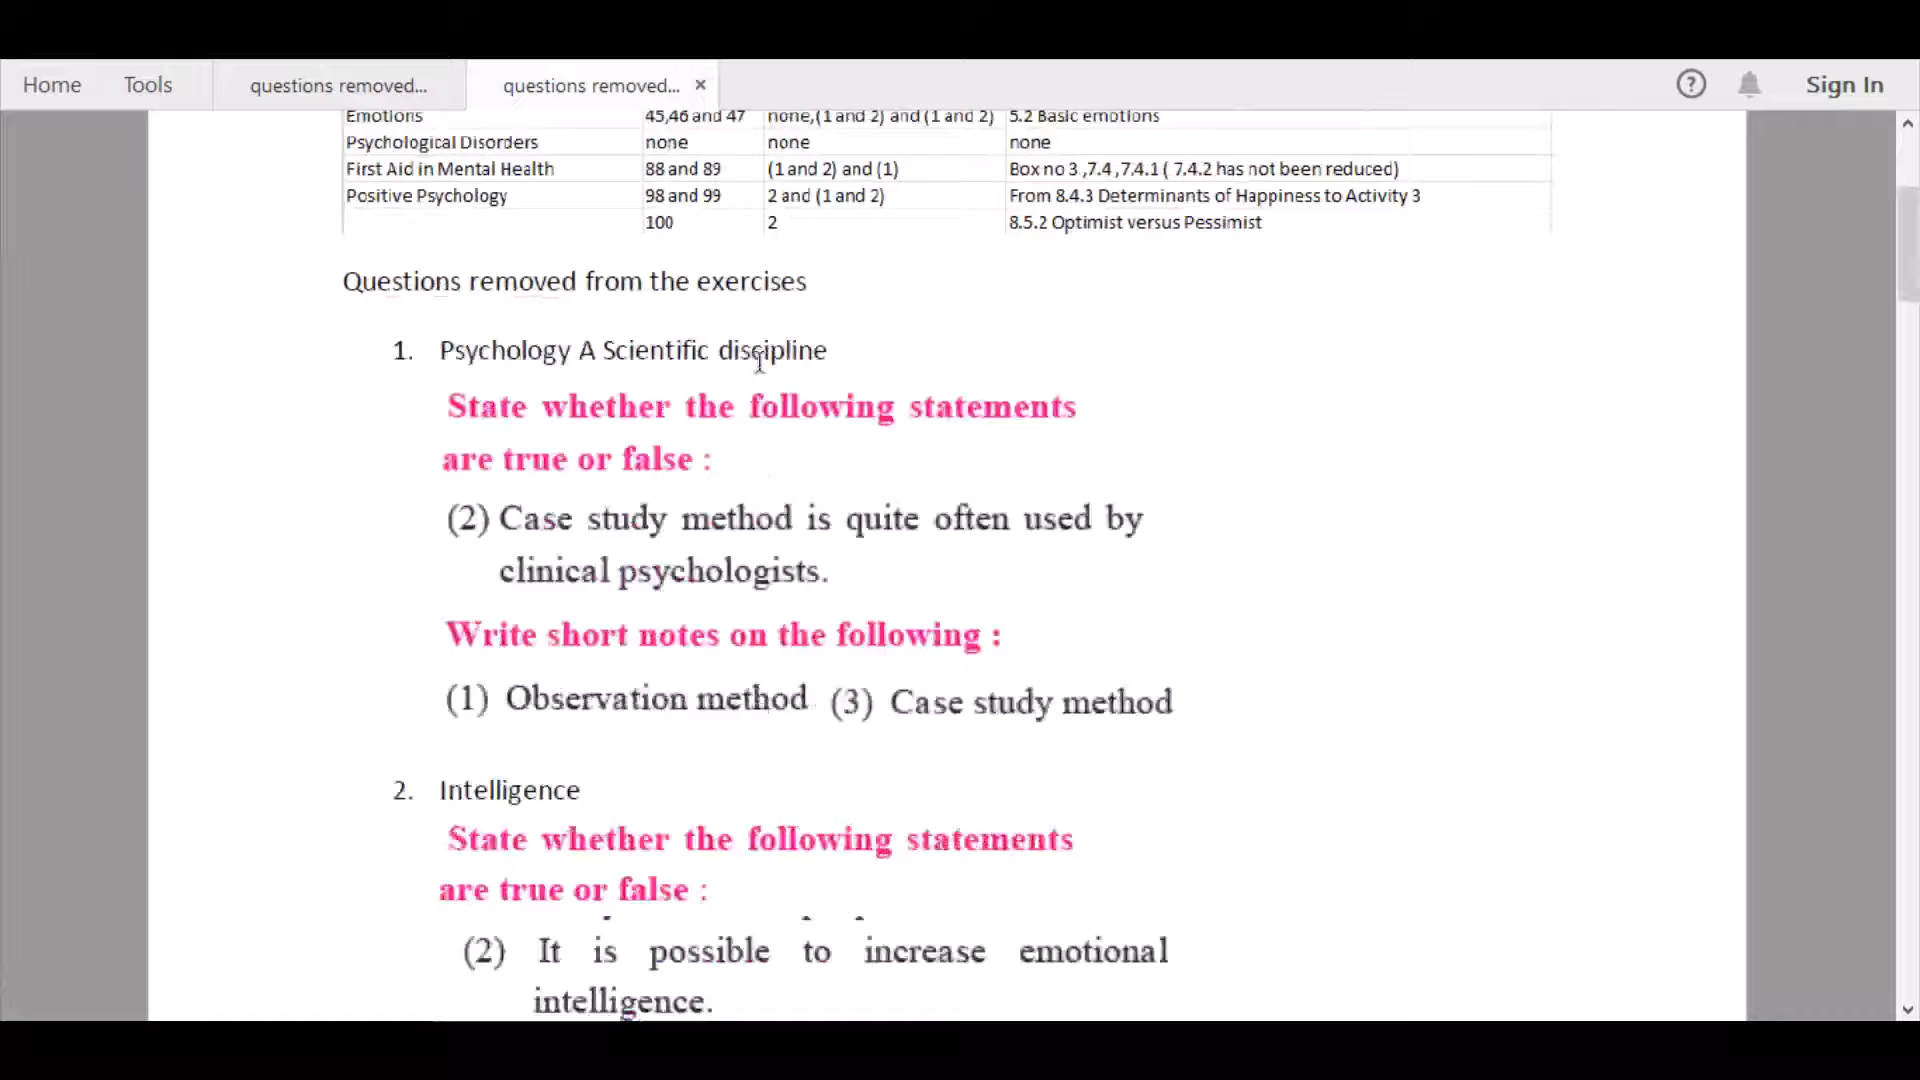 Home Tools questions removed... questions removed... × ? Sign In
Emotions 45,46 and 47 none,(1 and 2) and (1 and 2) 5.2 Basic emotions
Psychological Disorders none none none
First Aid in Mental Health 88 and 89 (1 and 2) and (1) Box no 3 ,7.4 ,7.4.1 ( 7.4.2 has not been reduced)
Positive Psychology 98 and 99 2 and (1 and 2) From 8.4.3 Determinants of Happiness to Activity 3
100 2 8.5.2 Optimist versus Pessimist
Questions removed from the exercises
1. Psychology A Scientific discipline
State whether the following statements
are true or false :
(2) Case study method is quite often used by
clinical psychologists.
Write short notes on the following :
(1) Observation method (3) Case study method
2. Intelligence
State whether the following statements
are true or false :
(2) It is possible to increase emotional
intelligence.